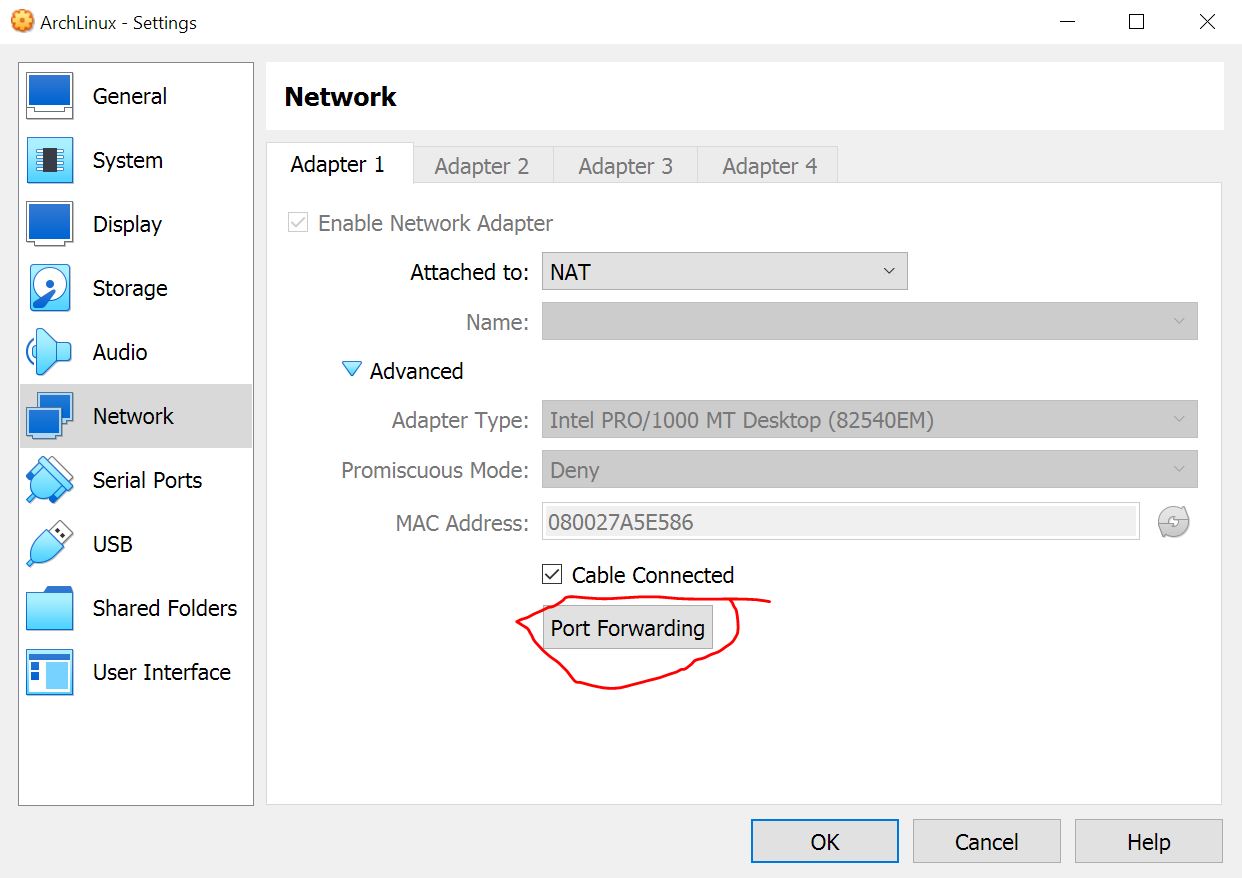 ArchLinux - Settings
General
System
Display
Storage
Audio
Network
Serial Ports
USB
Shared Folders
User Interface
Network
Adapter 1 Adapter 2 Adapter 3 Adapter 4
Enable Network Adapter
Attached to: NAT
Name:
Advanced
Adapter Type: Intel PRO/1000 MT Desktop (82540EM)
Promiscuous Mode: Deny
MAC Address: 080027A5E586
Cable Connected
Port Forwarding
OK Cancel Help